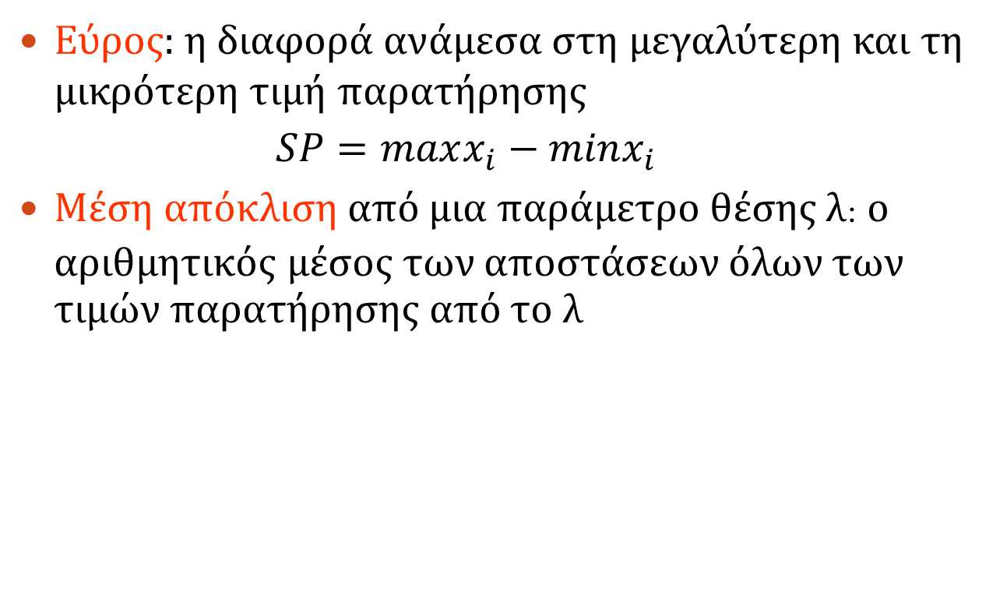 • Εύρος: η διαφορά ανάμεσα στη μεγαλύτερη και τη
μικρότερη τιμή παρατήρησης
SP = maxx_i − minx_i
• Μέση απόκλιση από μια παράμετρο θέσης λ: ο
αριθμητικός μέσος των αποστάσεων όλων των
τιμών παρατήρησης από το λ